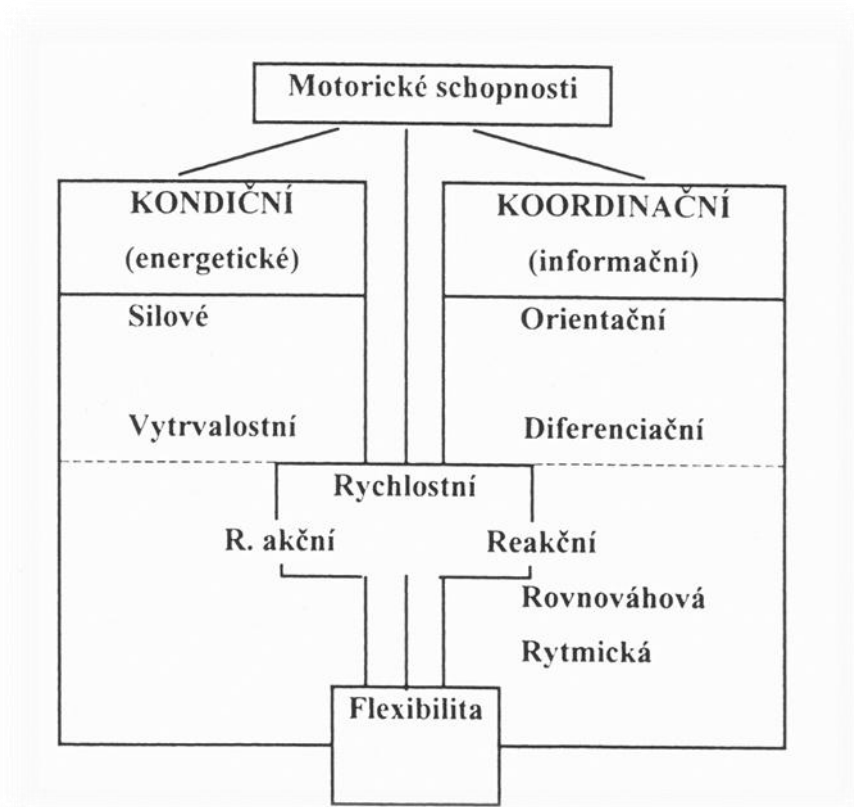 Motorické schopnosti
KONDIČNÍ
(energetické)
Silové
Vytrvalostní
KOORDINAČNÍ
(informační)
Orientační
Diferenciační
Rychlostní
R. akční
Reakční
Rovnováhová
Rytmická
Flexibilita